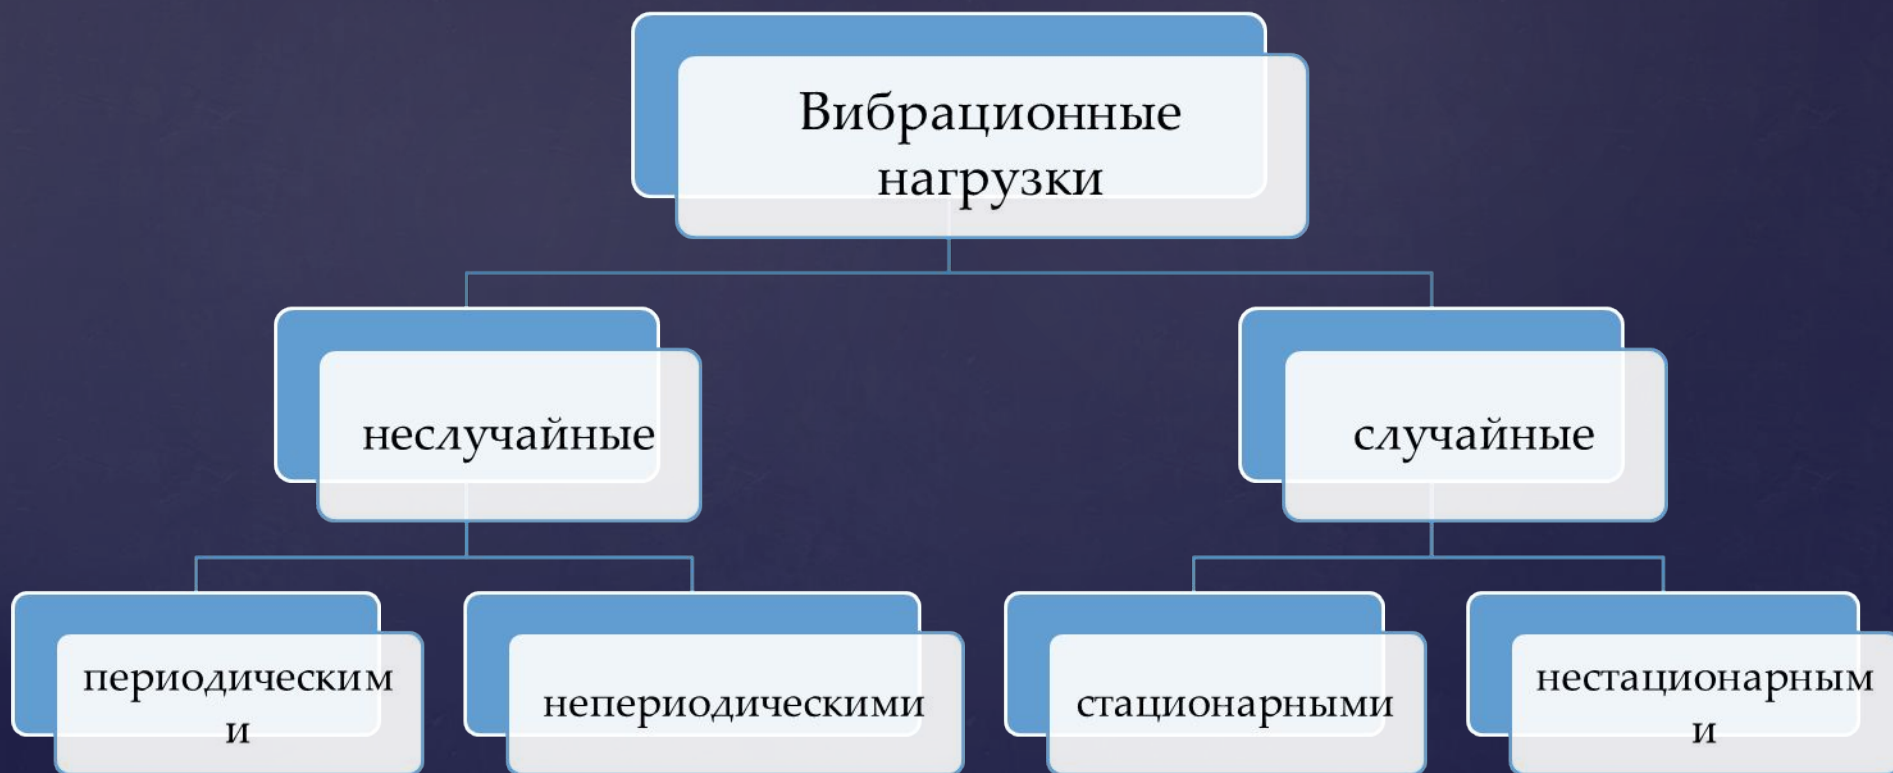 Вибрационные
нагрузки
неслучайные
случайные
периодическим
и
непериодическими
стационарными
нестационарным
и